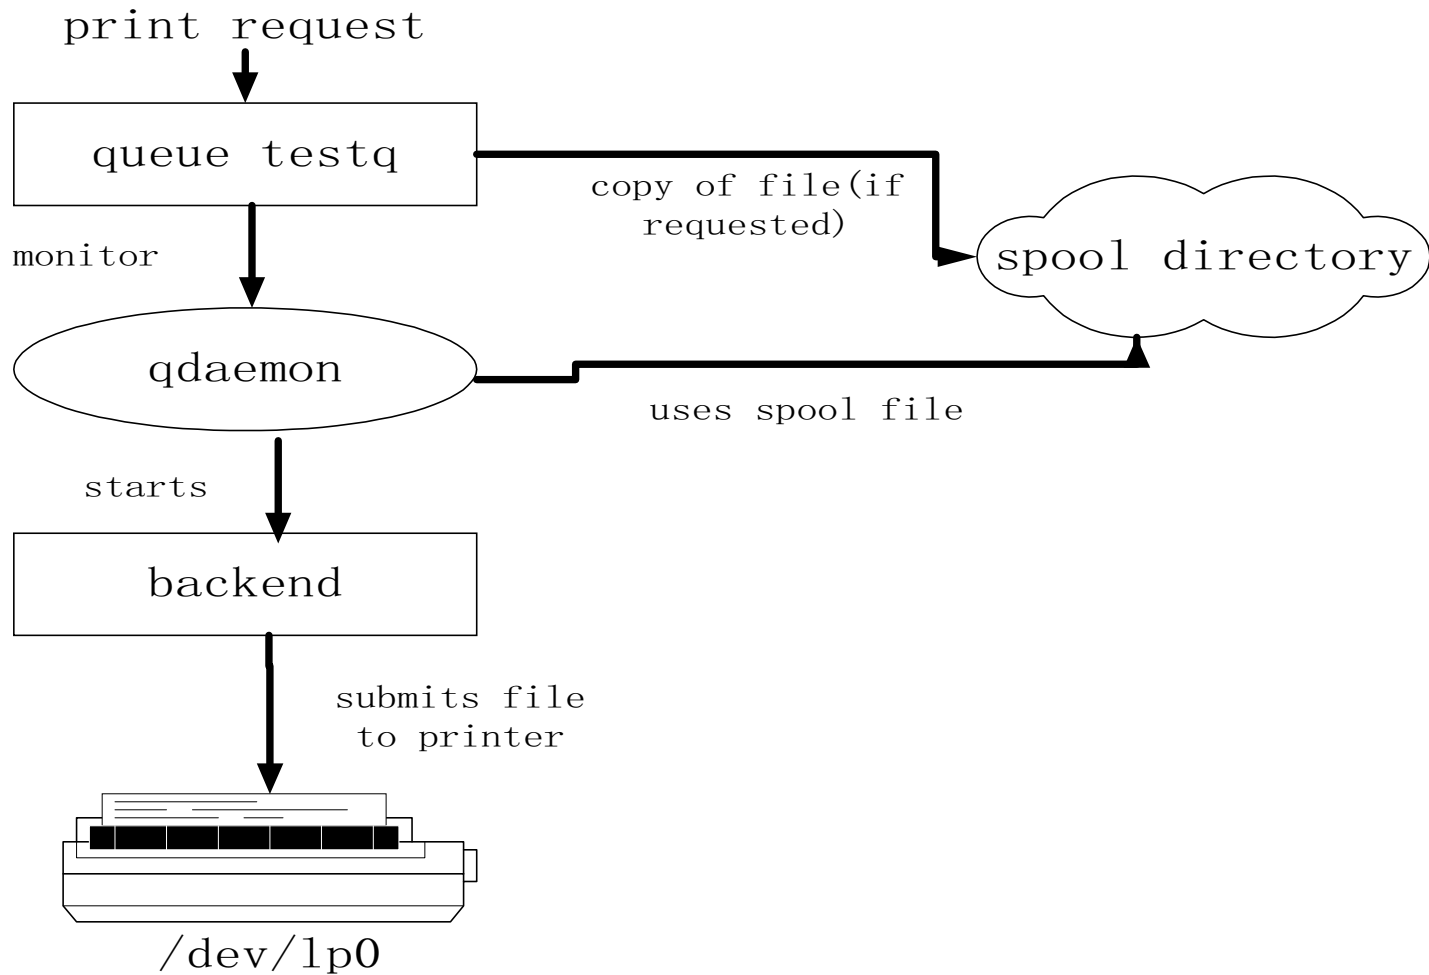 print request
queue testq
copy of file(if
requested)
monitor
spool directory
qdaemon
uses spool file
starts
backend
submits file
to printer
/dev/lp0